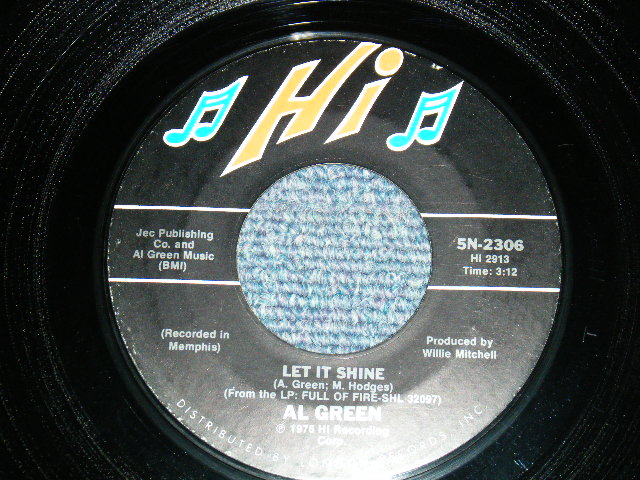 Hi
Jec Publishing
Co. and
Al Green Music
(BMI)
5N-2306
HI 2913
Time: 3:12
(Recorded in
Memphis)
Produced by
Willie Mitchell
LET IT SHINE
(A. Green; M. Hodges)
(From the LP: FULL OF FIRE-SHL 32097)
AL GREEN
℗ 1976 Hi Recording
Corp.
DISTRIBUTED BY LONDON RECORDS, INC.